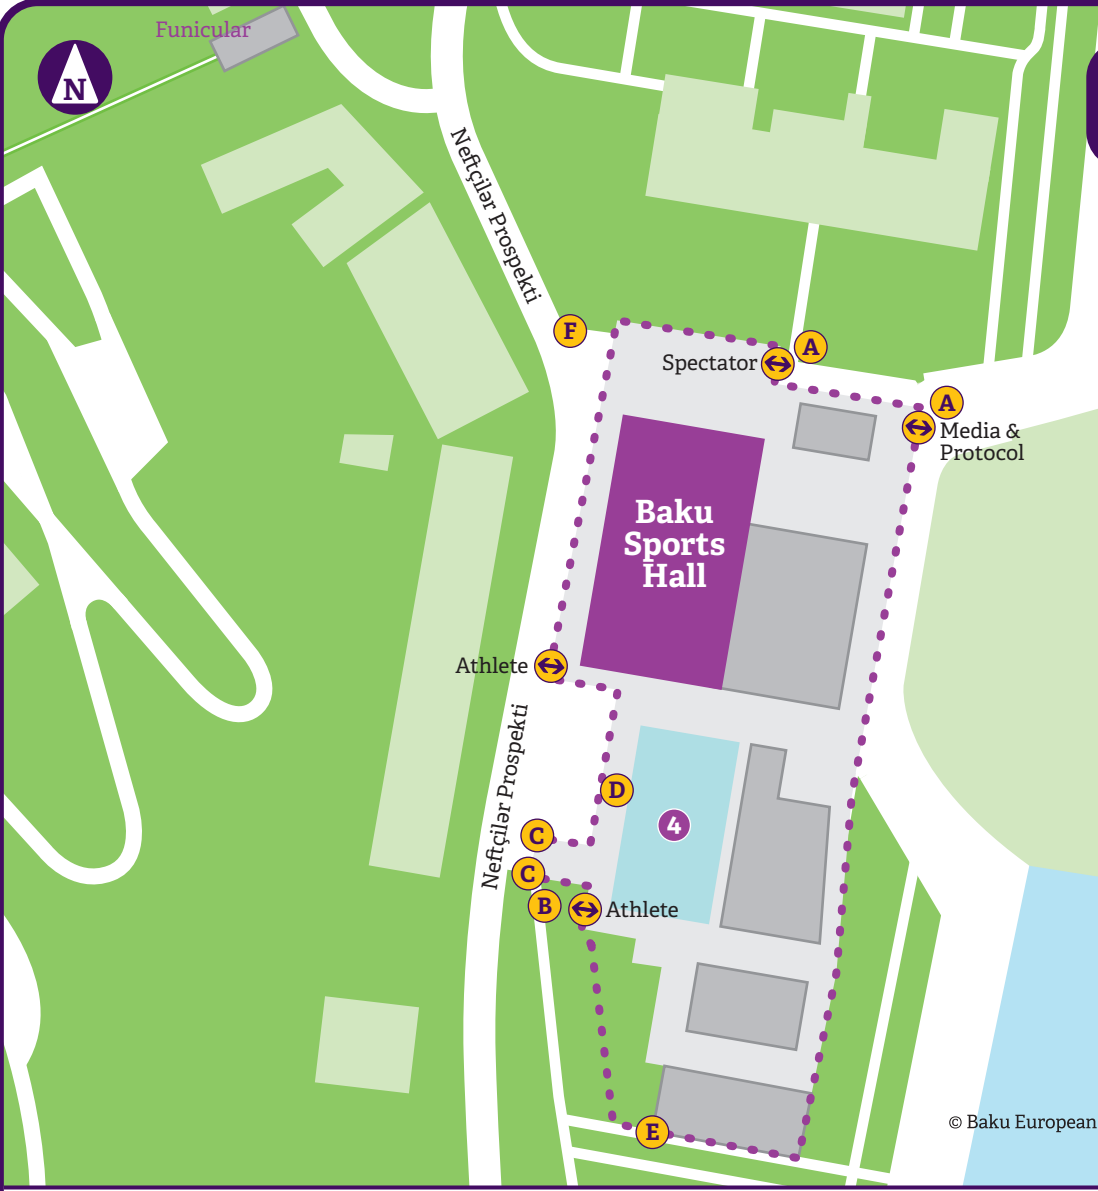 Funicular
N
Neftçilər Prospekti
F
A
Spectator
A
Media &
Protocol
Baku
Sports
Hall
Athlete
Neftçilər Prospekti
D
4
C
C
B
Athlete
E
© Baku European